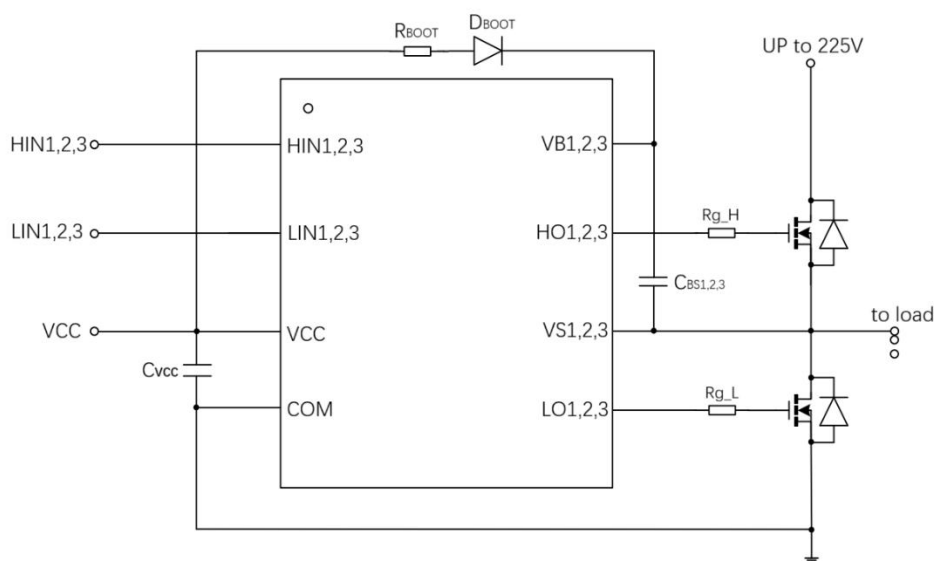 RBOOT DBOOT
UP to 225V
HIN1,2,3 HIN1,2,3 VB1,2,3
Rg_H
LIN1,2,3 LIN1,2,3 HO1,2,3
CBS1,2,3
to load
VCC VCC VS1,2,3
Cvcc
Rg_L
COM LO1,2,3